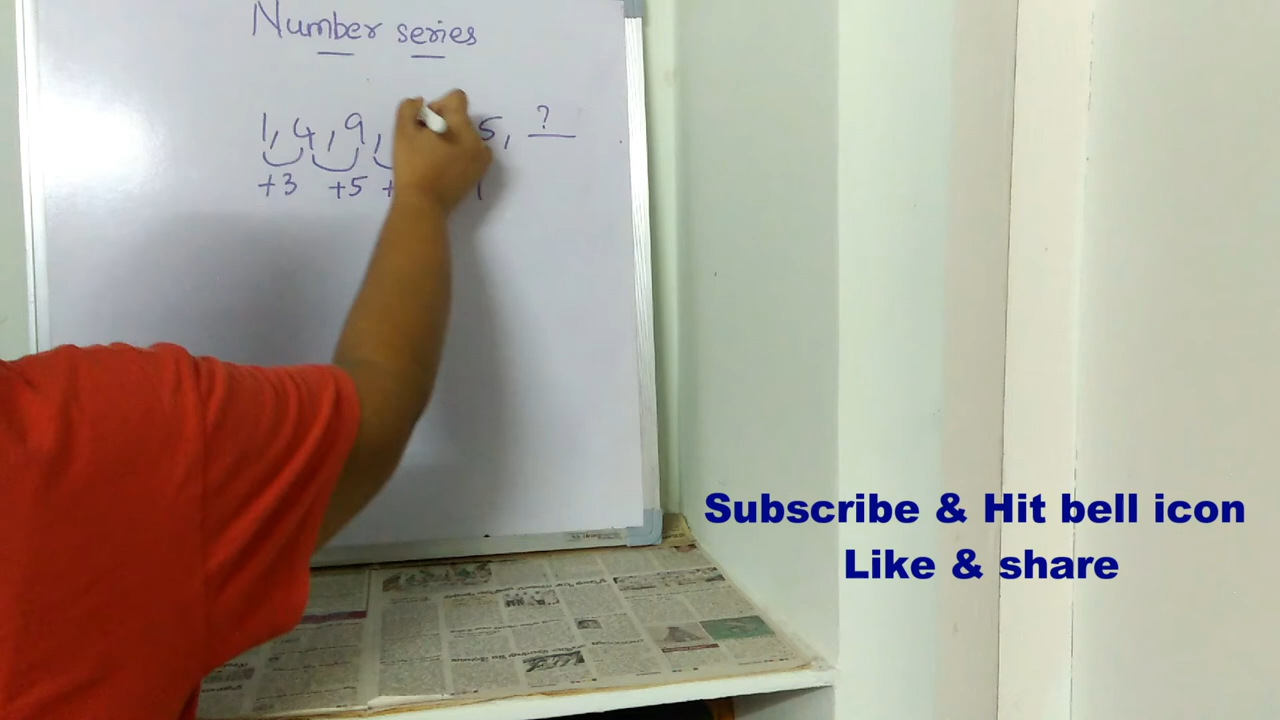 Number series
1, 4, 9, 5, ?
+3 +5 +
Subscribe & Hit bell icon
Like & share